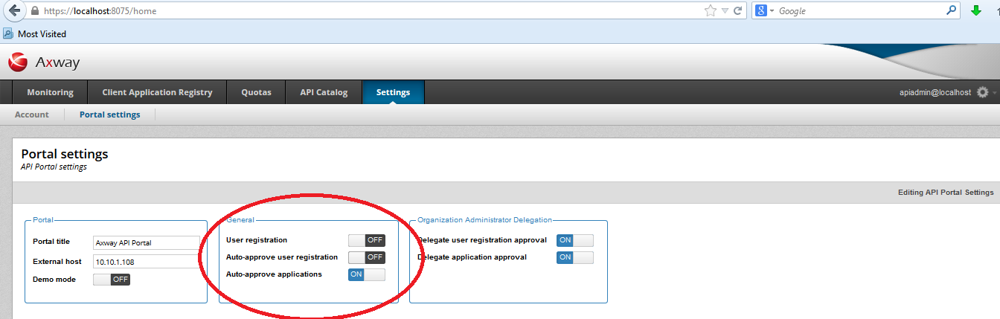 https://localhost:8075/home
Google
Most Visited
Axway
Monitoring Client Application Registry Quotas API Catalog Settings apiadmin@localhost
Account Portal settings
Portal settings
API Portal settings
Editing API Portal Settings
Portal
Portal title Axway API Portal
External host 10.10.1.108
Demo mode OFF
General
User registration OFF
Auto-approve user registration OFF
Auto-approve applications ON
Organization Administrator Delegation
Delegate user registration approval ON
Delegate application approval ON